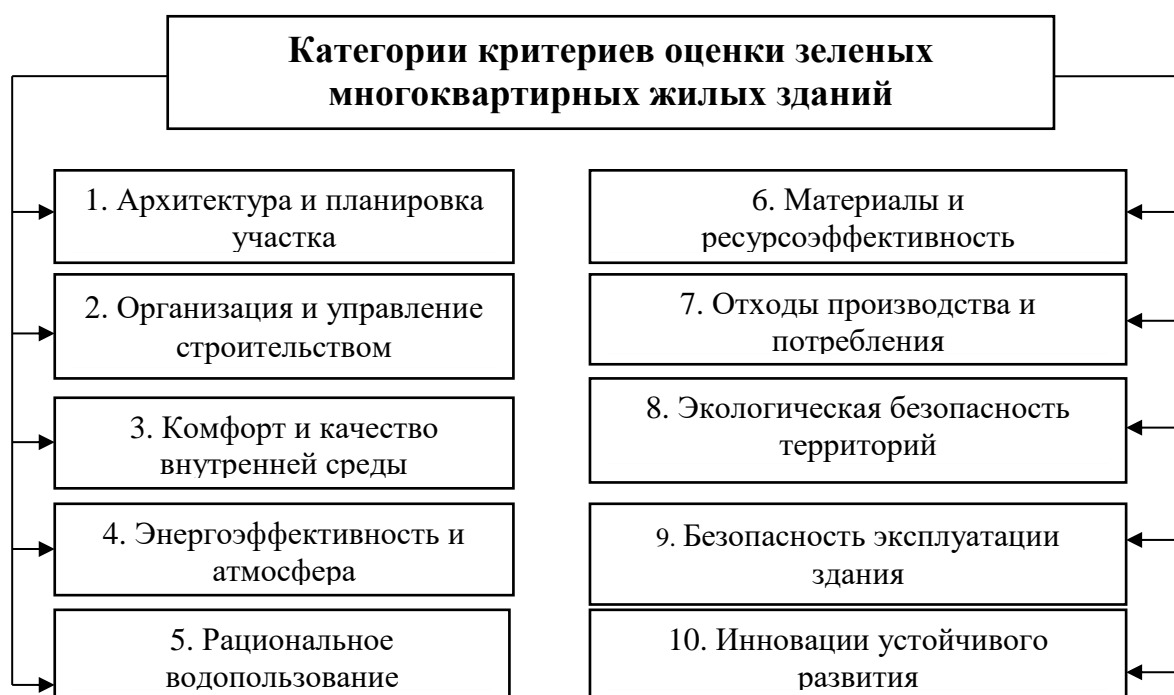 Категории критериев оценки зеленых
многоквартирных жилых зданий
1. Архитектура и планировка
участка
2. Организация и управление
строительством
3. Комфорт и качество
внутренней среды
4. Энергоэффективность и
атмосфера
5. Рациональное
водопользование
6. Материалы и
ресурсоэффективность
7. Отходы производства и
потребления
8. Экологическая безопасность
территорий
9. Безопасность эксплуатации
здания
10. Инновации устойчивого
развития